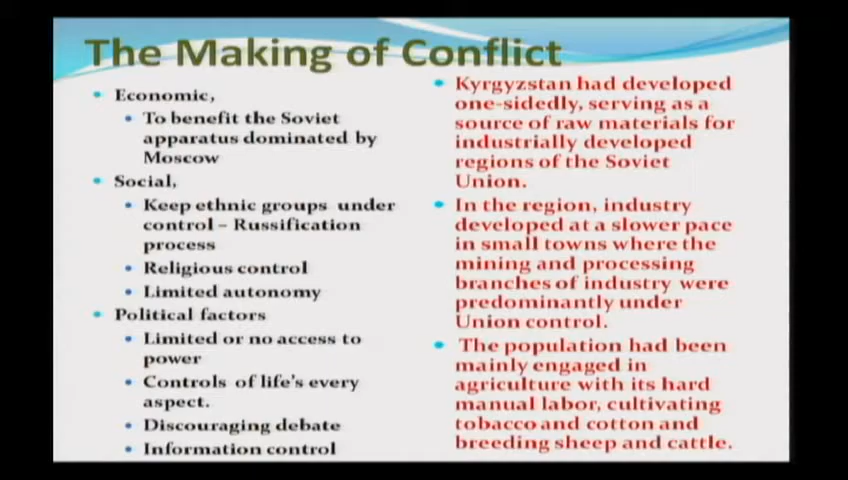 The Making of Conflict
Economic,
To benefit the Soviet
apparatus dominated by
Moscow
Social,
Keep ethnic groups under
control – Russification
process
Religious control
Limited autonomy
Political factors
Limited or no access to
power
Controls of life's every
aspect.
Discouraging debate
Information control
Kyrgyzstan had developed
one-sidedly, serving as a
source of raw materials for
industrially developed
regions of the Soviet
Union.
In the region, industry
developed at a slower pace
in small towns where the
mining and processing
branches of industry were
predominantly under
Union control.
The population had been
mainly engaged in
agriculture with its hard
manual labor, cultivating
tobacco and cotton and
breeding sheep and cattle.